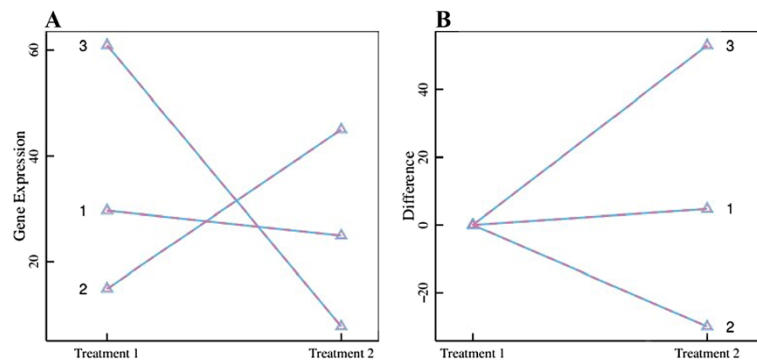 A
Gene Expression
60
40
20
3
1
2
Treatment 1
Treatment 2
B
Difference
40
20
0
−20
3
1
2
Treatment 1
Treatment 2